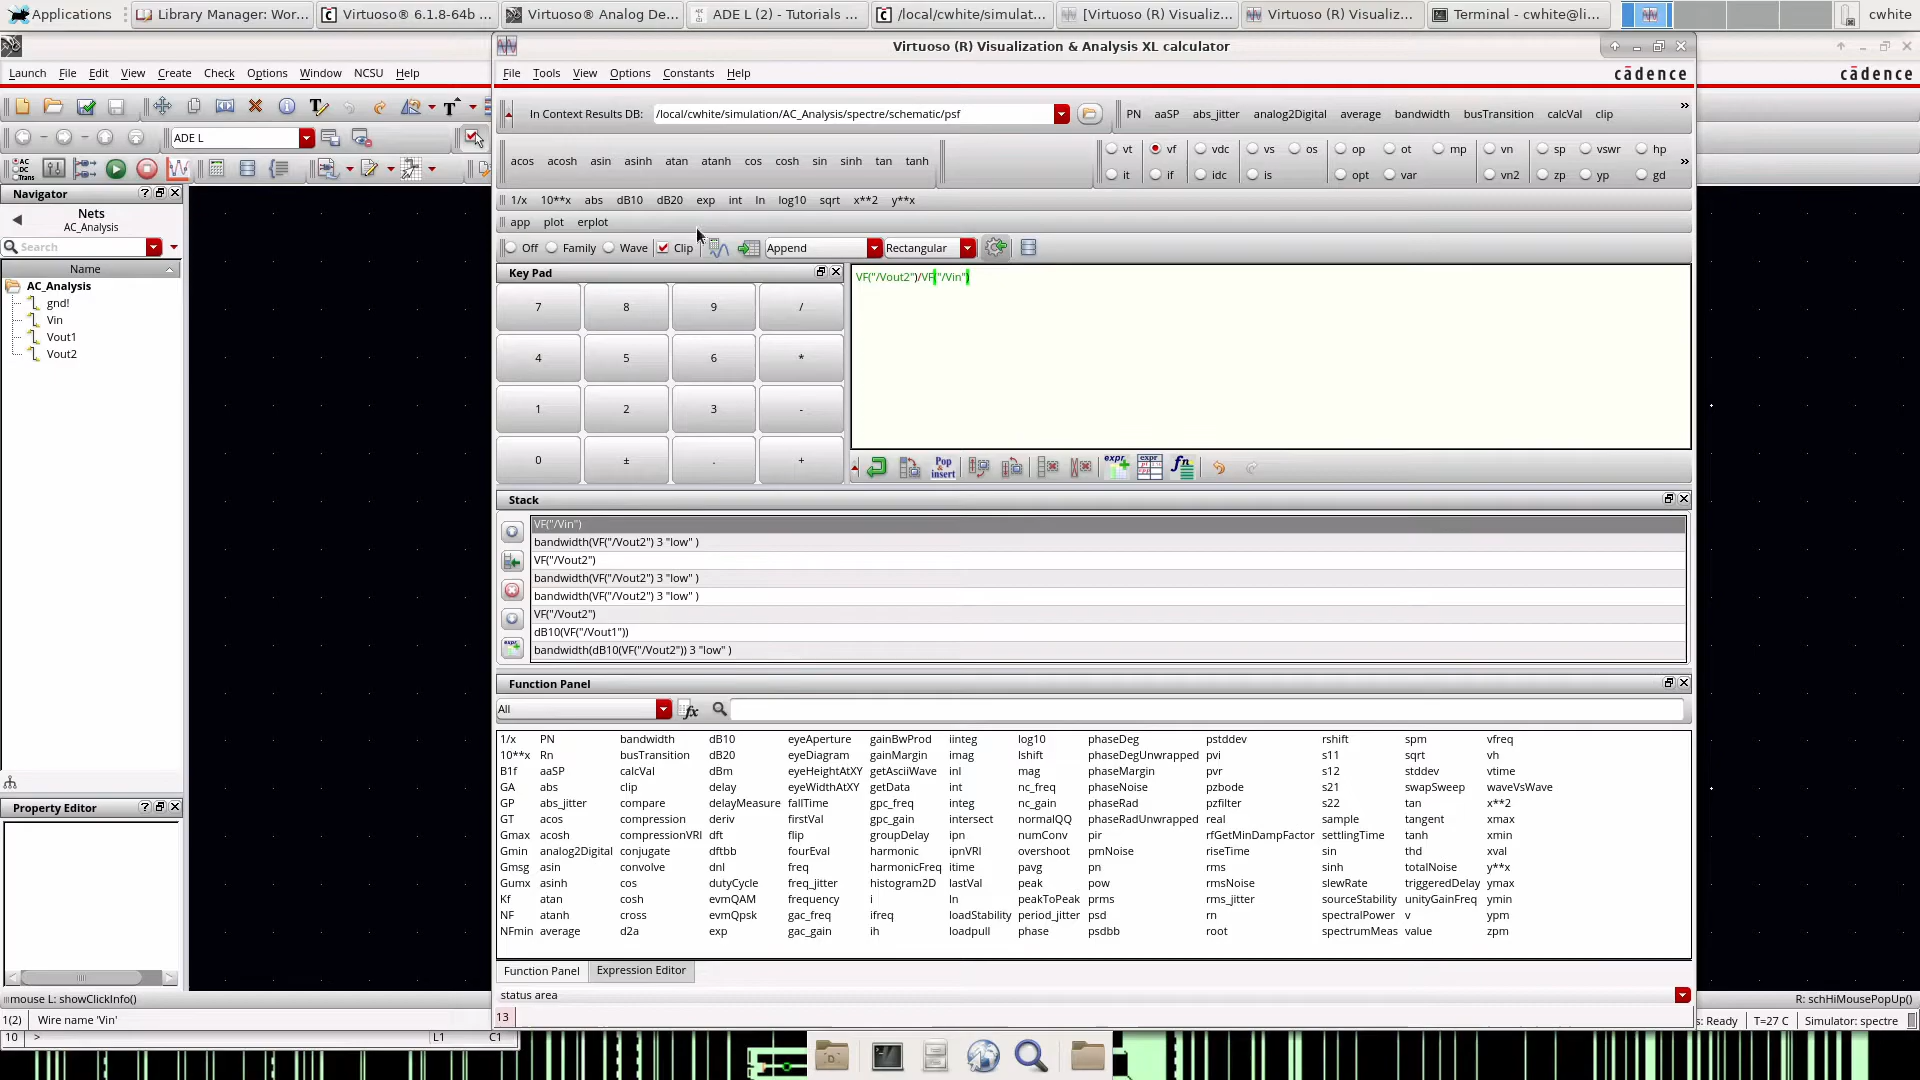 Applications Library Manager: Wor... Virtuoso® 6.1.8-64b ... Virtuoso® Analog De... ADE L (2) - Tutorials ... /local/cwhite/simulat... [Virtuoso (R) Visualiz... Virtuoso (R) Visualiz... Terminal - cwhite@li... cwhite
Virtuoso (R) Visualization & Analysis XL calculator
Launch File Edit View Create Check Options Window NCSU Help
File Tools View Options Constants Help cādence
cādence
In Context Results DB: /local/cwhite/simulation/AC_Analysis/spectre/schematic/psf PN aaSP abs_jitter analog2Digital average bandwidth busTransition calcVal clip »
ADE L
acos acosh asin asinh atan atanh cos cosh sin sinh tan tanh
vt vf vdc vs os op ot mp vn sp vswr hp
it if idc is opt var vn2 zp yp gd »
1/x 10**x abs dB10 dB20 exp int ln log10 sqrt x**2 y**x
app plot erplot
Off Family Wave Clip Append Rectangular
Navigator
Nets
AC_Analysis
Search
Name
AC_Analysis
gnd!
Vin
Vout1
Vout2
Key Pad
7 8 9 /
4 5 6 *
1 2 3 -
0 ± . +
VF("/Vout2")/VF("/Vin")
Pop insert expr expr fn
Stack
VF("/Vin")
bandwidth(VF("/Vout2") 3 "low" )
VF("/Vout2")
bandwidth(VF("/Vout2") 3 "low" )
bandwidth(VF("/Vout2") 3 "low" )
VF("/Vout2")
dB10(VF("/Vout1"))
bandwidth(dB10(VF("/Vout2")) 3 "low" )
Function Panel
All fx
1/x PN bandwidth dB10 eyeAperture gainBwProd iinteg log10 phaseDeg pstddev rshift spm vfreq
10**x Rn busTransition dB20 eyeDiagram gainMargin imag lshift phaseDegUnwrapped pvi s11 sqrt vh
B1f aaSP calcVal dBm eyeHeightAtXY getAsciiWave inl mag phaseMargin pvr s12 stddev vtime
GA abs clip delay eyeWidthAtXY getData int nc_freq phaseNoise pzbode s21 swapSweep waveVsWave
GP abs_jitter compare delayMeasure fallTime gpc_freq integ nc_gain phaseRad pzfilter s22 tan x**2
GT acos compression deriv firstVal gpc_gain intersect normalQQ phaseRadUnwrapped real sample tangent xmax
Gmax acosh compressionVRI dft flip groupDelay ipn numConv pir rfGetMinDampFactor settlingTime tanh xmin
Gmin analog2Digital conjugate dftbb fourEval harmonic ipnVRI overshoot pmNoise riseTime sin thd xval
Gmsg asin convolve dnl freq harmonicFreq itime pavg pn rms sinh totalNoise y**x
Gumx asinh cos dutyCycle freq_jitter histogram2D lastVal peak pow rmsNoise slewRate triggeredDelay ymax
Kf atan cosh evmQAM frequency i ln peakToPeak prms rms_jitter sourceStability unityGainFreq ymin
NF atanh cross evmQpsk gac_freq ifreq loadStability period_jitter psd rn spectralPower v ypm
NFmin average d2a exp gac_gain ih loadpull phase psdbb root spectrumMeas value zpm
Function Panel Expression Editor
status area
13
Property Editor
mouse L: showClickInfo() R: schHiMousePopUp()
1(2) Wire name 'Vin' s: Ready T=27 C Simulator: spectre
10 > L1 C1